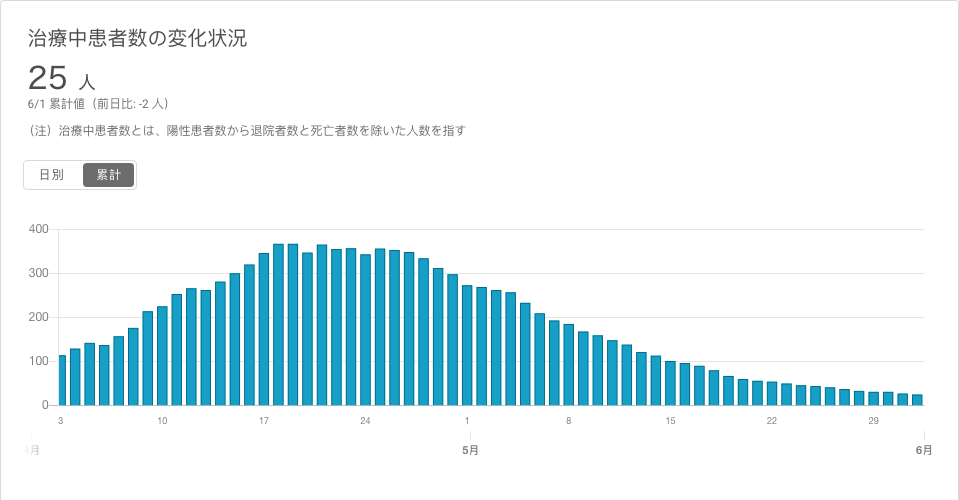 治療中患者数の変化状況
25 人
6/1 累計値（前日比: -2 人）
（注）治療中患者数とは、陽性患者数から退院者数と死亡者数を除いた人数を指す
日別 累計
400
300
200
100
0
3 10 17 24 1 8 15 22 29
月 5月 6月